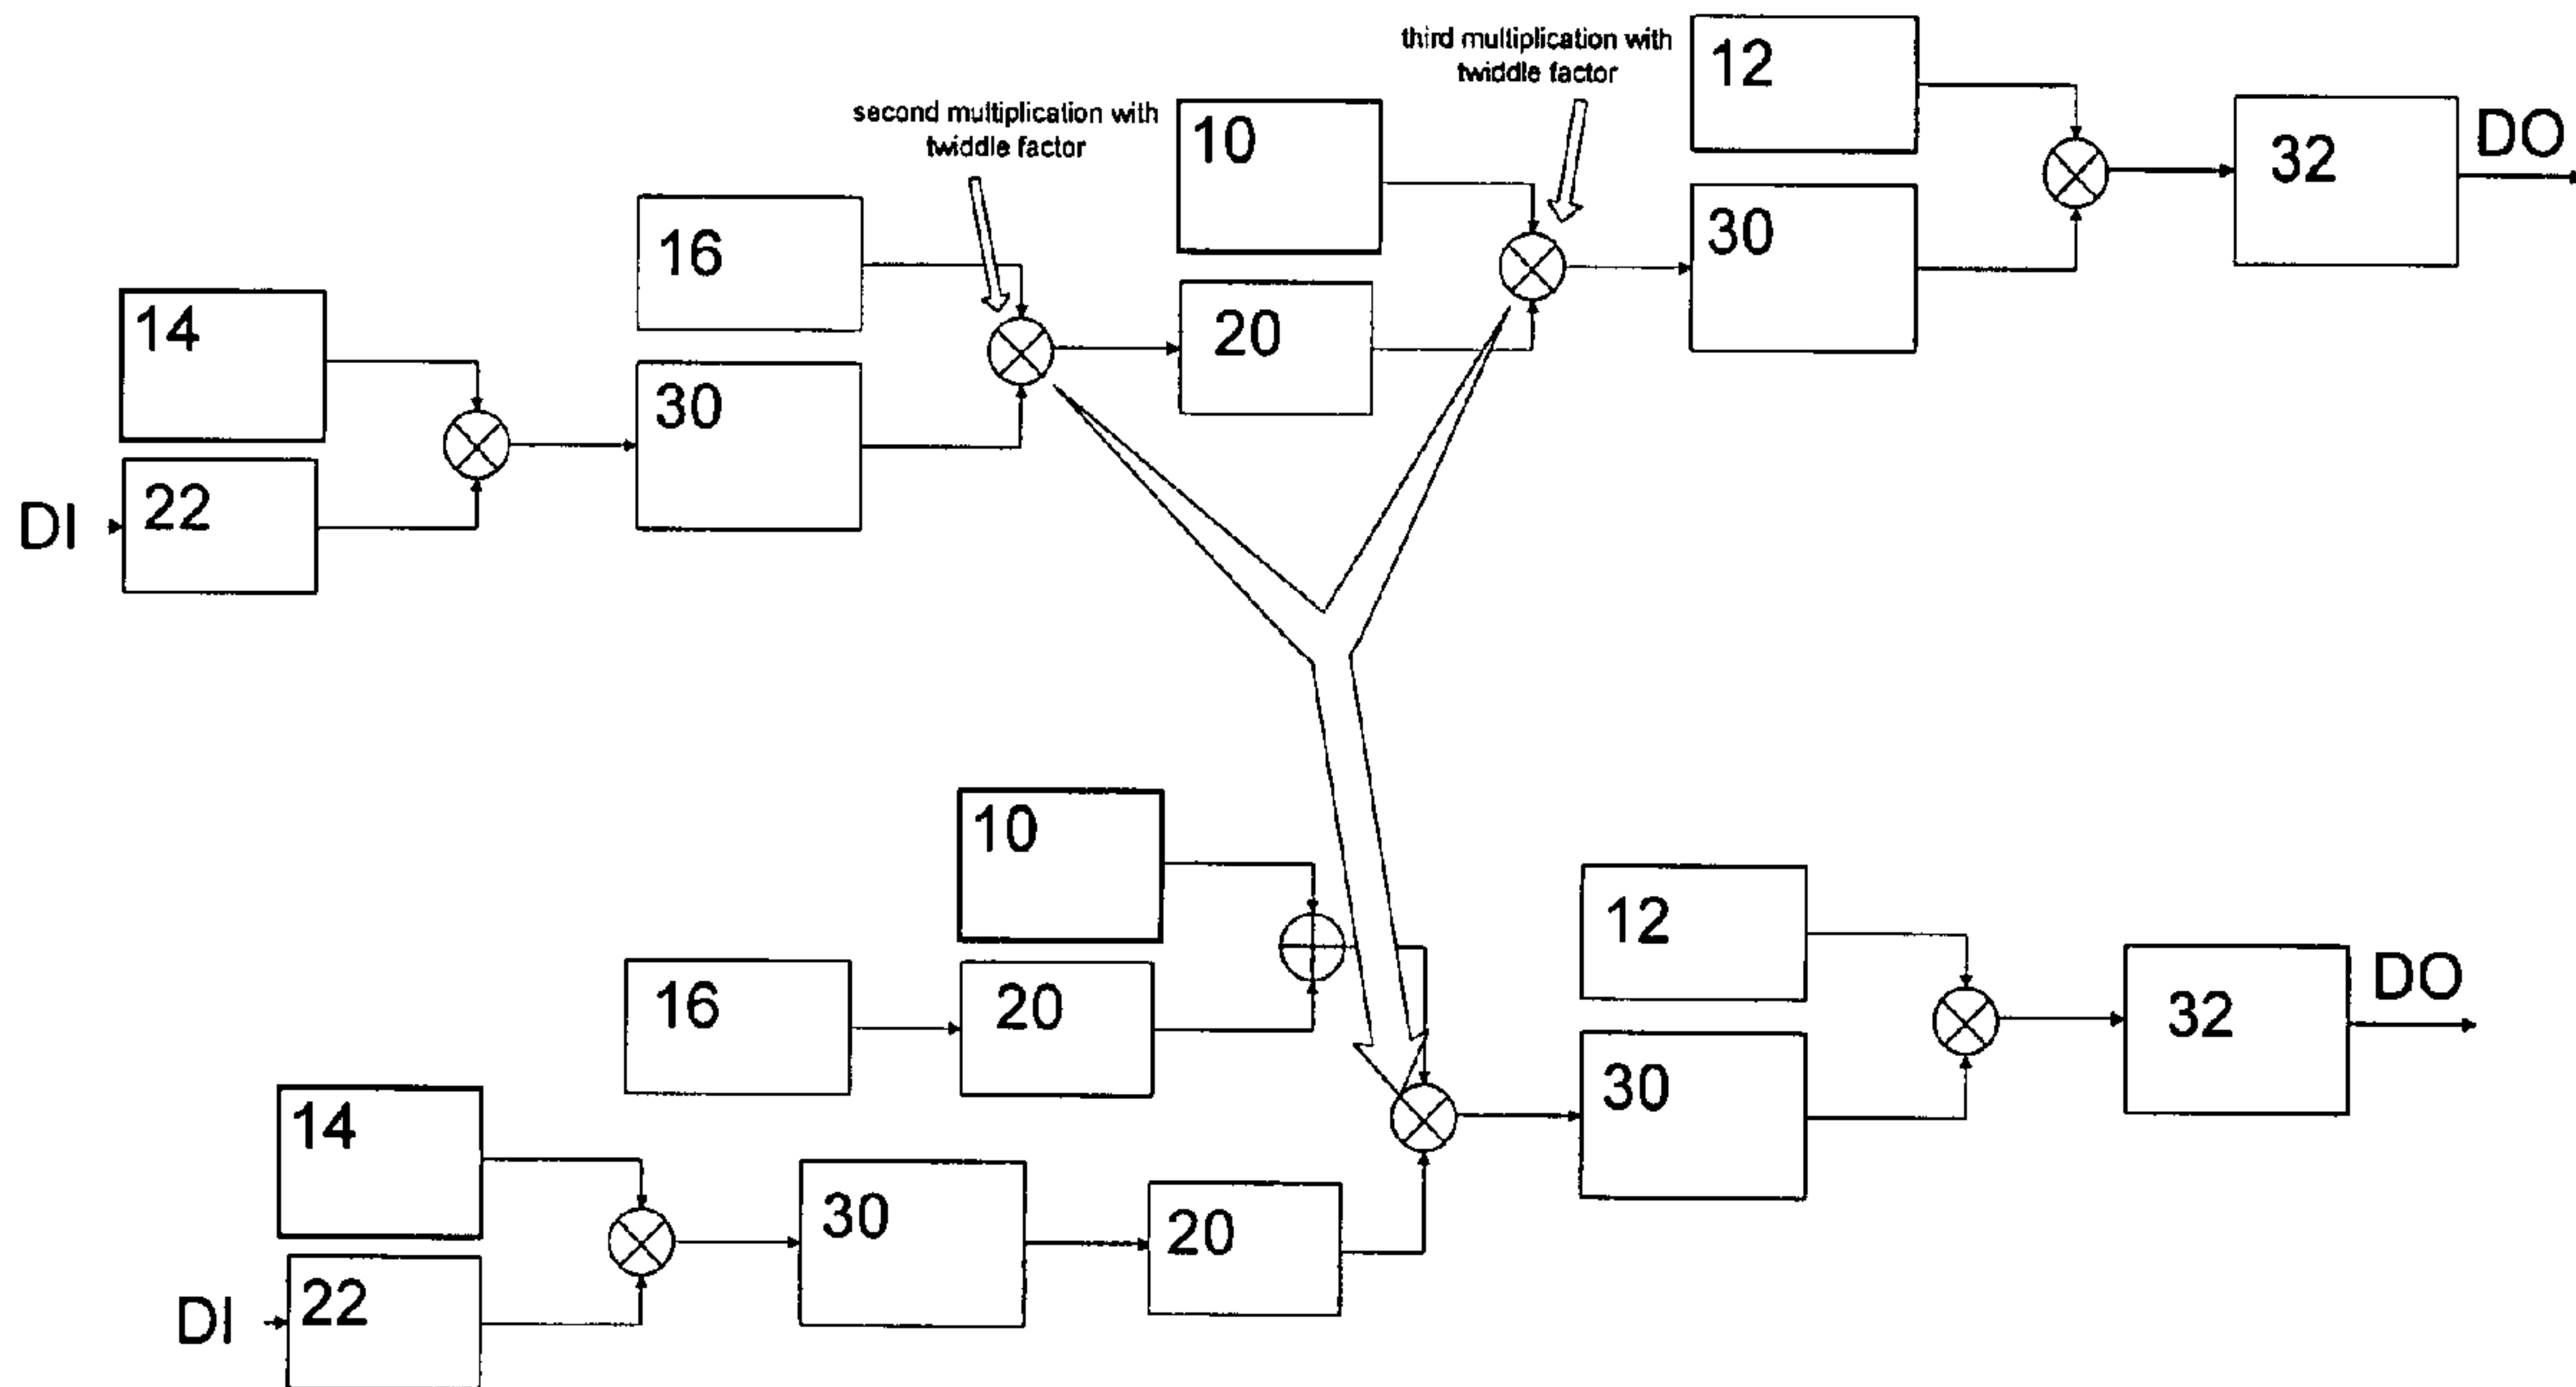 third multiplication with
twiddle factor
12
DO
32
second multiplication with
twiddle factor
10
30
16
20
14
30
22
DI
10
12
DO
16
20
32
30
14
30
20
22
DI